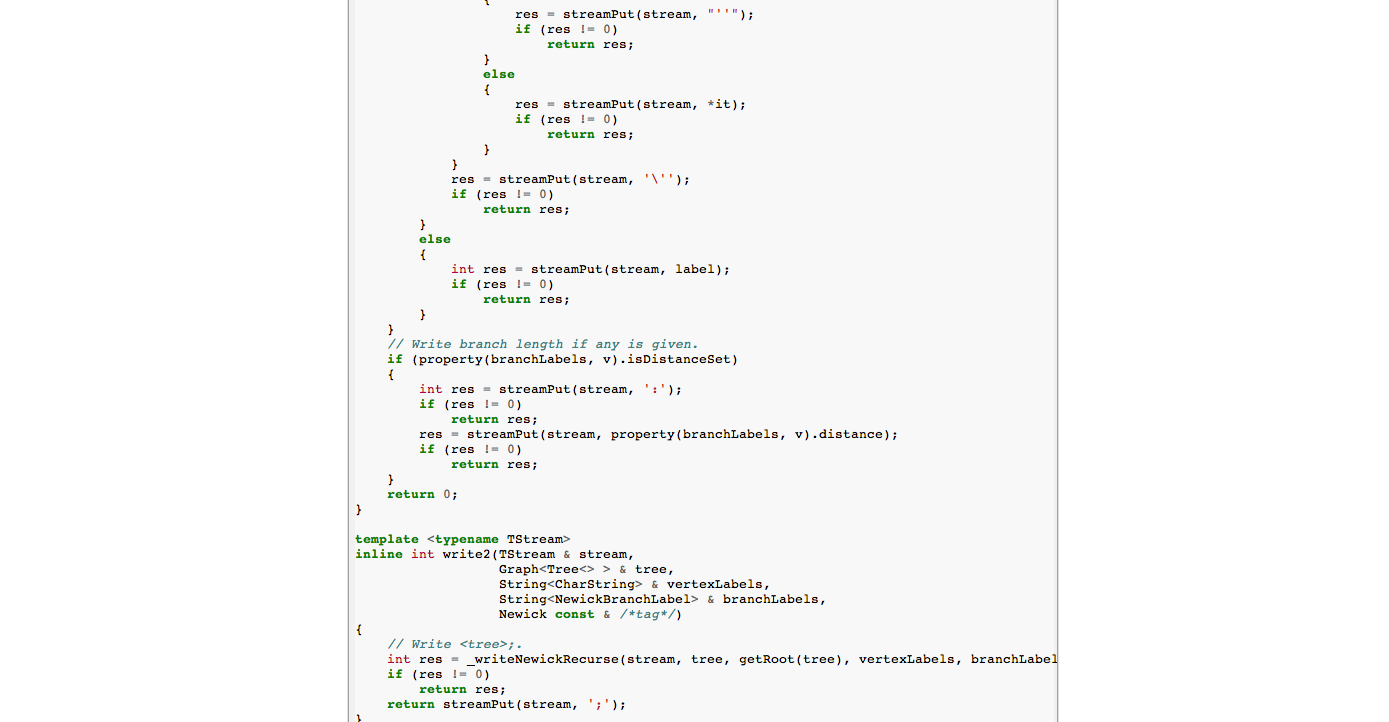 {
res = streamPut(stream, "''");
if (res != 0)
return res;
}
else
{
res = streamPut(stream, *it);
if (res != 0)
return res;
}
}
res = streamPut(stream, '\'');
if (res != 0)
return res;
}
else
{
int res = streamPut(stream, label);
if (res != 0)
return res;
}
}
// Write branch length if any is given.
if (property(branchLabels, v).isDistanceSet)
{
int res = streamPut(stream, ':');
if (res != 0)
return res;
res = streamPut(stream, property(branchLabels, v).distance);
if (res != 0)
return res;
}
return 0;
}
template <typename TStream>
inline int write2(TStream & stream,
Graph<Tree<> > & tree,
String<CharString> & vertexLabels,
String<NewickBranchLabel> & branchLabels,
Newick const & /*tag*/)
{
// Write <tree>;.
int res = _writeNewickRecurse(stream, tree, getRoot(tree), vertexLabels, branchLabel
if (res != 0)
return res;
return streamPut(stream, ';');
}